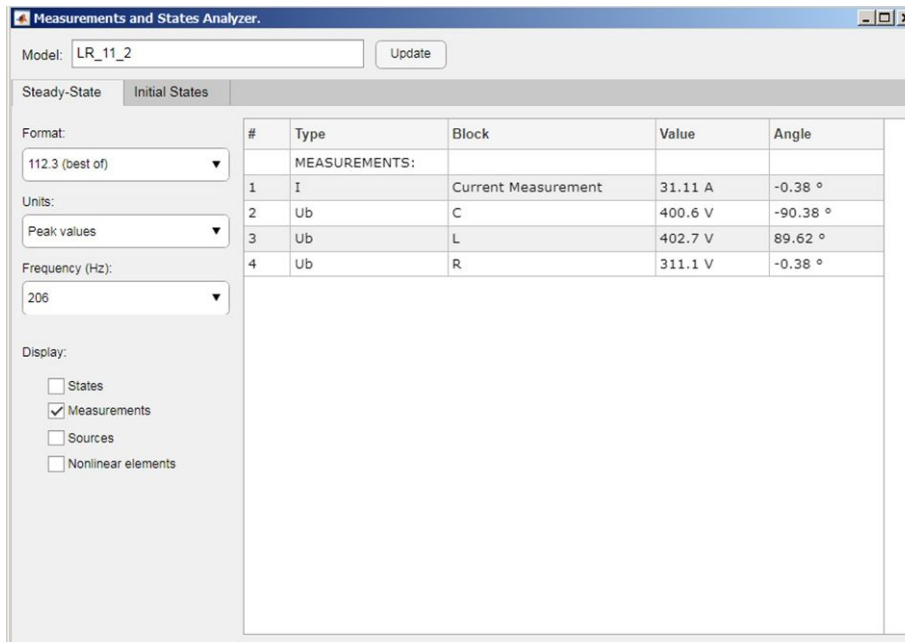 Measurements and States Analyzer.
Model: LR_11_2 Update
Steady-State Initial States
Format:
112.3 (best of)
Units:
Peak values
Frequency (Hz):
206
Display:
States
Measurements
Sources
Nonlinear elements
# Type Block Value Angle
MEASUREMENTS:
1 I Current Measurement 31.11 A -0.38 º
2 Ub C 400.6 V -90.38 º
3 Ub L 402.7 V 89.62 º
4 Ub R 311.1 V -0.38 º